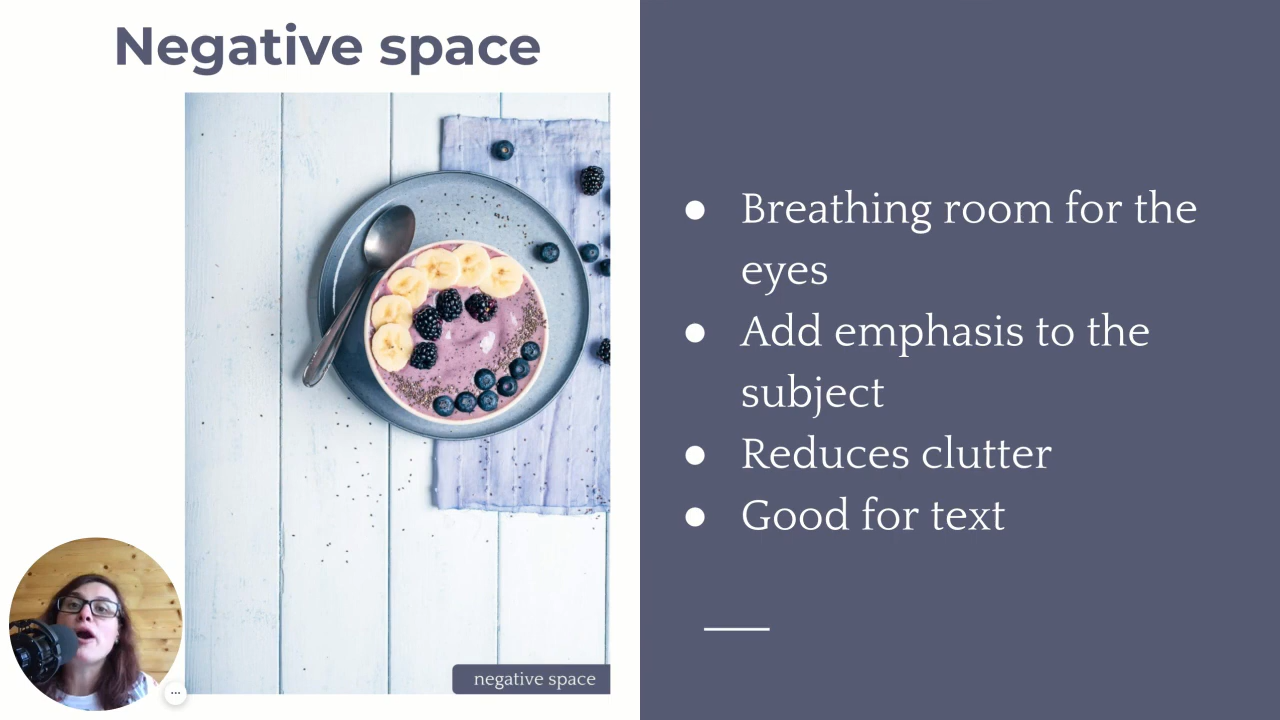 Negative space
● Breathing room for the
eyes
● Add emphasis to the
subject
● Reduces clutter
● Good for text
negative space